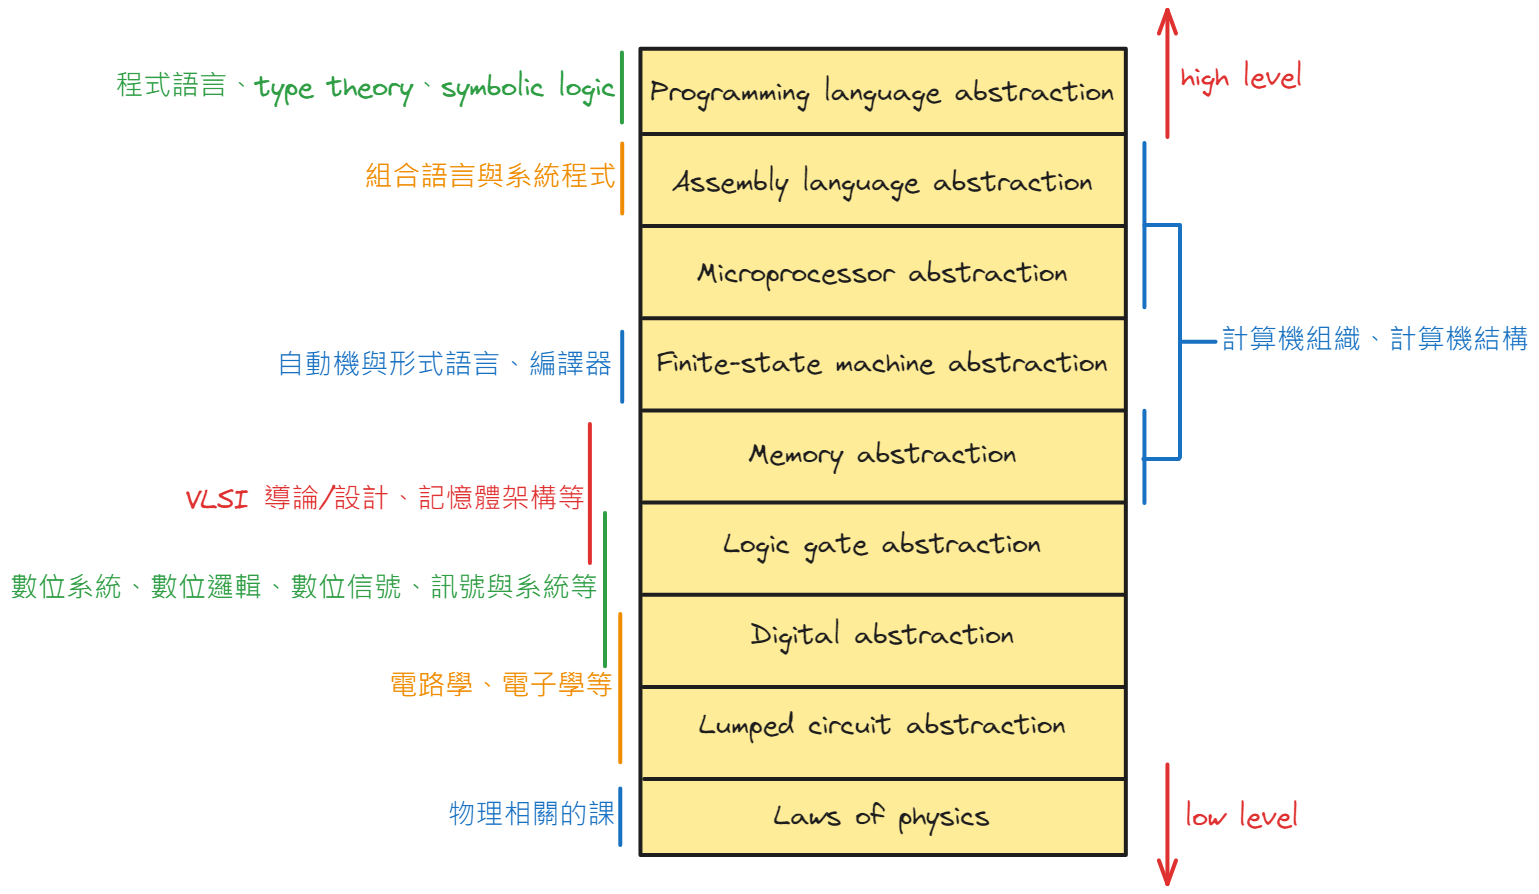 程式語言、type theory、symbolic logic
Programming language abstraction
high level
組合語言與系統程式
Assembly language abstraction
Microprocessor abstraction
計算機組織、計算機結構
自動機與形式語言、編譯器
Finite-state machine abstraction
Memory abstraction
VLSI 導論/設計、記憶體架構等
Logic gate abstraction
數位系統、數位邏輯、數位信號、訊號與系統等
Digital abstraction
電路學、電子學等
Lumped circuit abstraction
物理相關的課
Laws of physics
low level